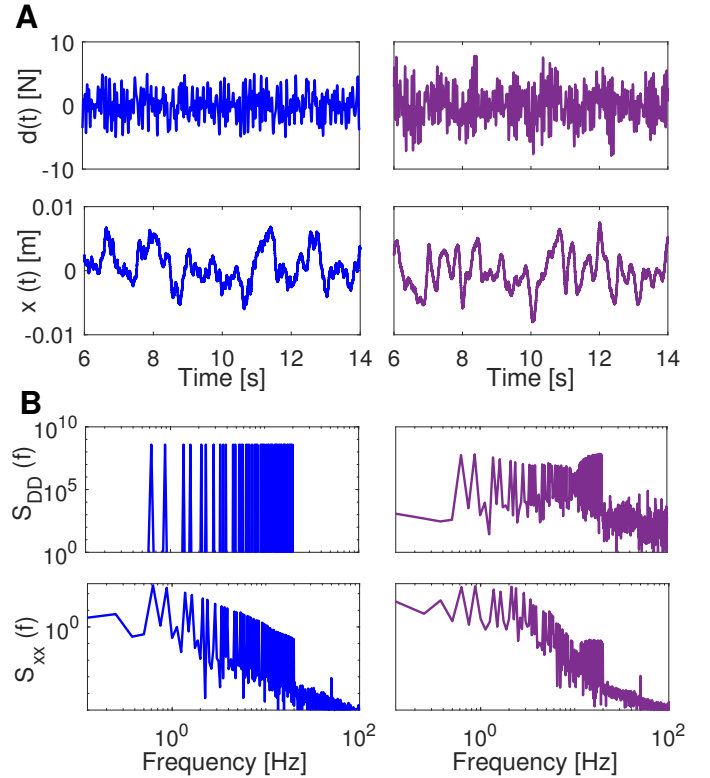 A
d(t) [N]
10
0
-10
x (t) [m]
0.01
0
-0.01
6 8 10 12 14
6 8 10 12 14
Time [s]
Time [s]
B
S_DD (f)
10^10
10^5
10^0
S_xx (f)
10^0
10^0 10^2
10^0 10^2
Frequency [Hz]
Frequency [Hz]